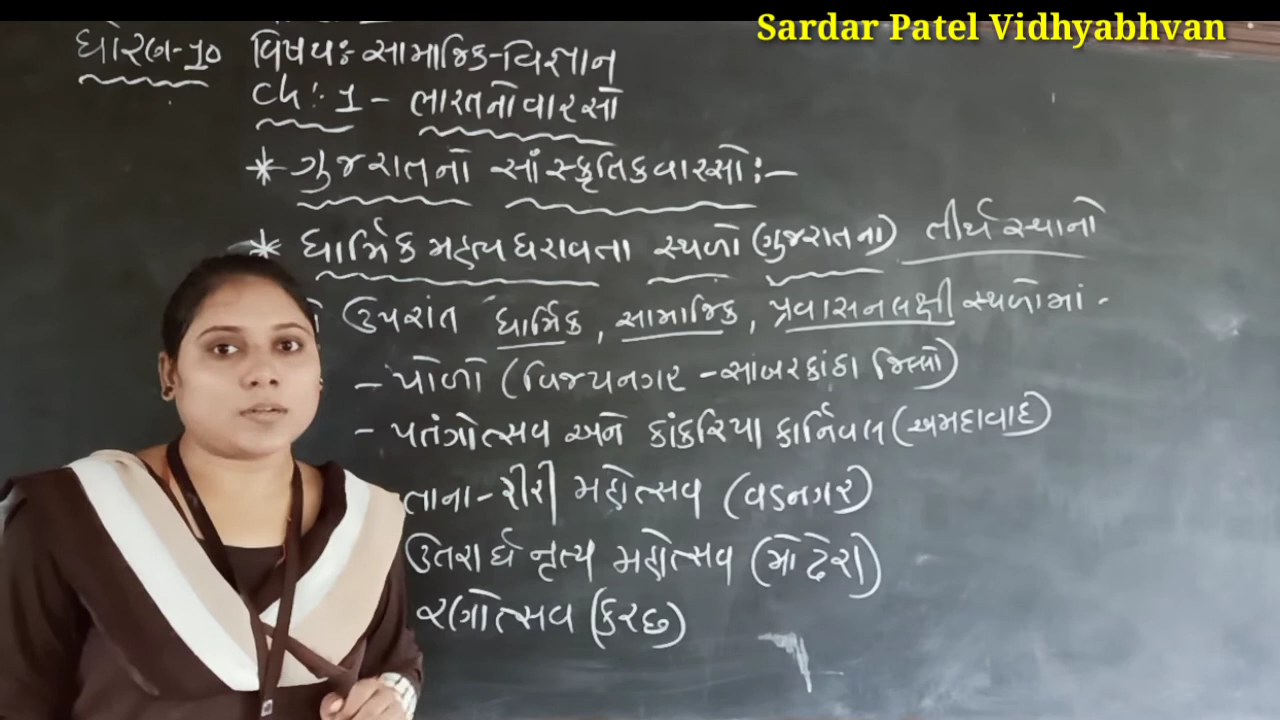 Sardar Patel Vidhyabhvan
ધોરણ-10 વિષય: સામાજિક-વિજ્ઞાન
Ch: 1 - ભારતનો વારસો
* ગુજરાતનો સાંસ્કૃતિક વારસો:-
* ધાર્મિક મહત્વ ધરાવતા સ્થળો (ગુજરાતના) તીર્થસ્થાનો
ઉપરાંત ધાર્મિક, સામાજિક, પ્રવાસનલક્ષી સ્થળોમાં -
- પોળો (વિજયનગર - સાબરકાંઠા જિલ્લો)
- પતંગોત્સવ અને કાંકરિયા કાર્નિવલ (અમદાવાદ)
તાના-રીરી મહોત્સવ (વડનગર)
ઉતરાર્ધ નૃત્ય મહોત્સવ (મોઢેરા)
રણોત્સવ (કચ્છ)